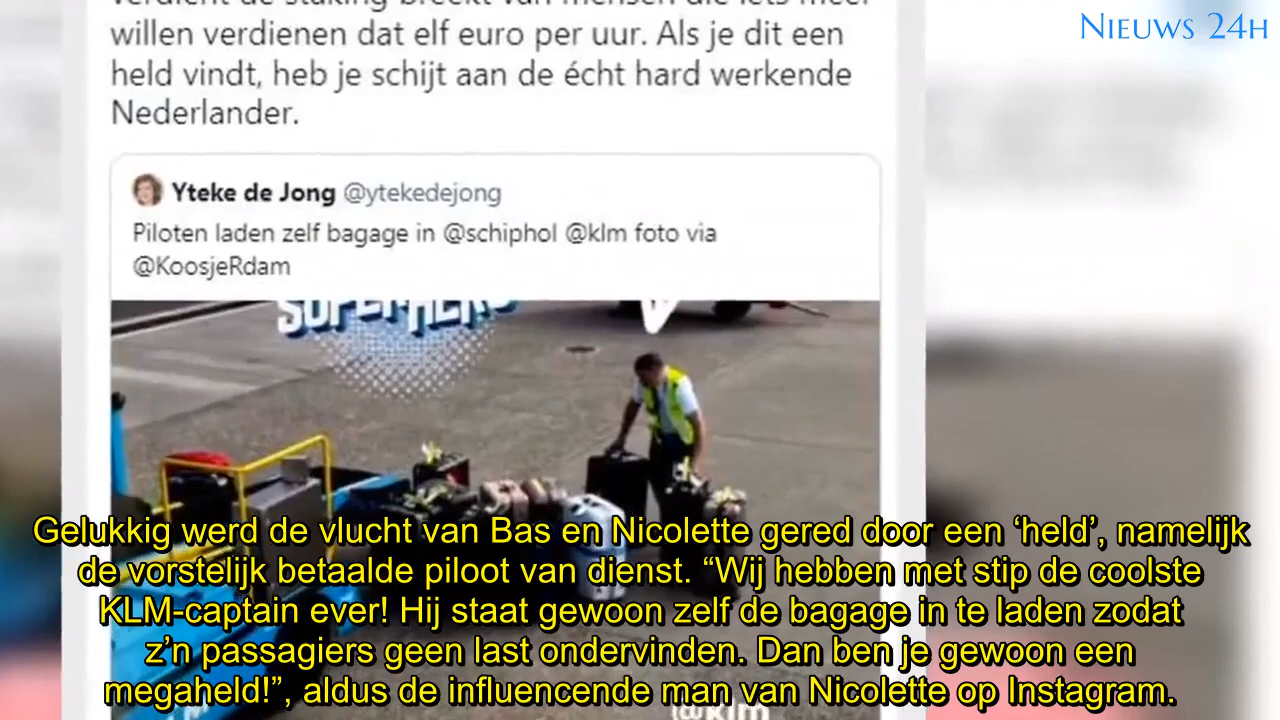 verdient de staking breekt van mensen die iets meer
NIEUWS 24H
willen verdienen dat elf euro per uur. Als je dit een
held vindt, heb je schijt aan de écht hard werkende
Nederlander.
Yteke de Jong @ytekedejong
Piloten laden zelf bagage in @schiphol @klm foto via
@KoosjeRdam
SUPER-HERO
Gelukkig werd de vlucht van Bas en Nicolette gered door een ‘held’, namelijk
de vorstelijk betaalde piloot van dienst. “Wij hebben met stip de coolste
KLM-captain ever! Hij staat gewoon zelf de bagage in te laden zodat
z’n passagiers geen last ondervinden. Dan ben je gewoon een
megaheld!”, aldus de influencende man van Nicolette op Instagram.
@klm